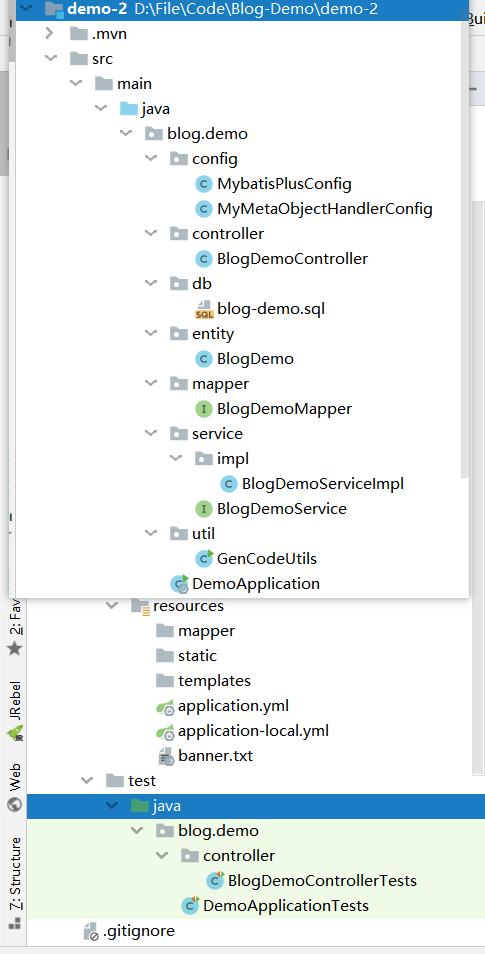 demo-2 D:\File\Code\Blog-Demo\demo-2
.mvn
src
main
java
blog.demo
config
MybatisPlusConfig
MyMetaObjectHandlerConfig
controller
BlogDemoController
db
SQL blog-demo.sql
entity
BlogDemo
mapper
BlogDemoMapper
service
impl
BlogDemoServiceImpl
BlogDemoService
util
GenCodeUtils
DemoApplication
resources
mapper
static
templates
application.yml
application-local.yml
banner.txt
test
java
blog.demo
controller
BlogDemoControllerTests
DemoApplicationTests
.gitignore
2: Fav
JRebel
Web
Z: Structure